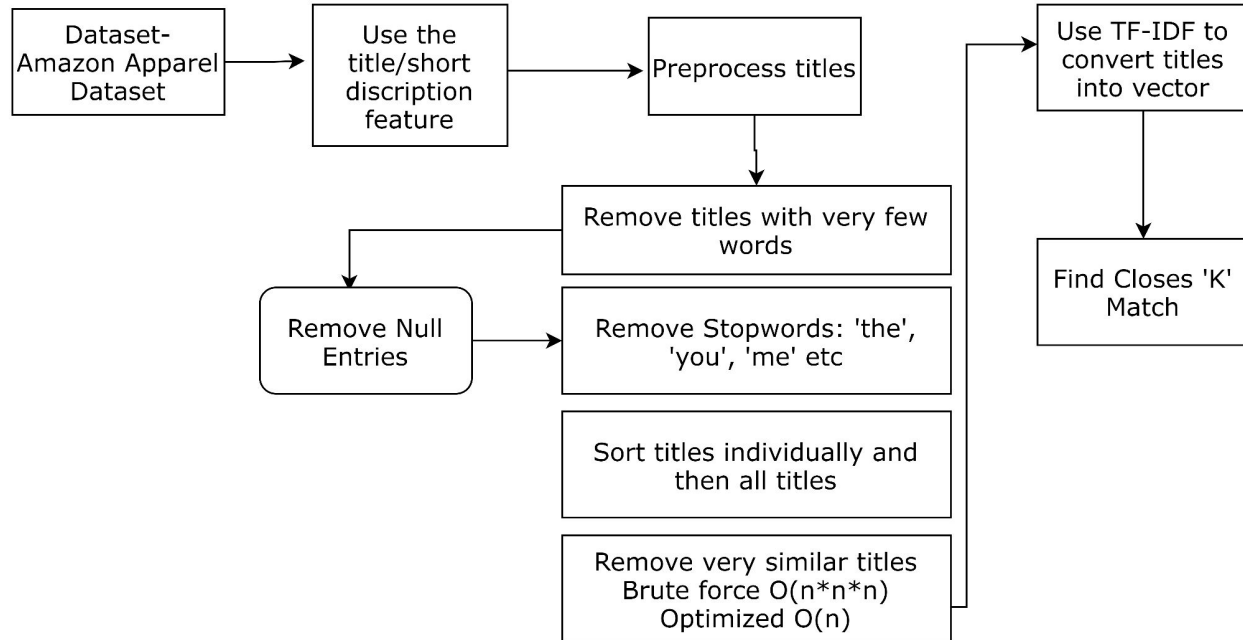 Dataset-
Amazon Apparel
Dataset
Use the
title/short
discription
feature
Preprocess titles
Remove titles with very few
words
Remove Null
Entries
Remove Stopwords: 'the',
'you', 'me' etc
Sort titles individually and
then all titles
Remove very similar titles
Brute force O(n*n*n)
Optimized O(n)
Use TF-IDF to
convert titles
into vector
Find Closes 'K'
Match